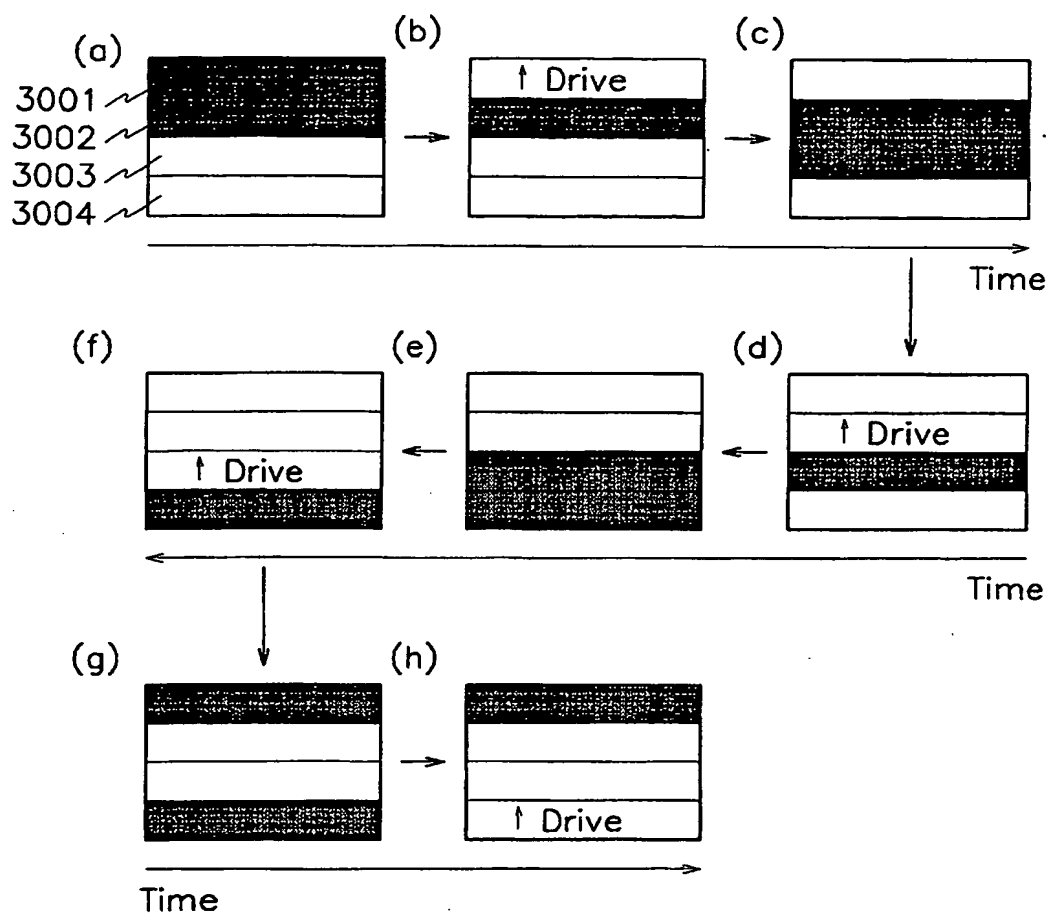 (a)
(b)
(c)
3001
3002
3003
3004
↑ Drive
Time
(f)
(e)
(d)
↑ Drive
↑ Drive
Time
(g)
(h)
↑ Drive
Time